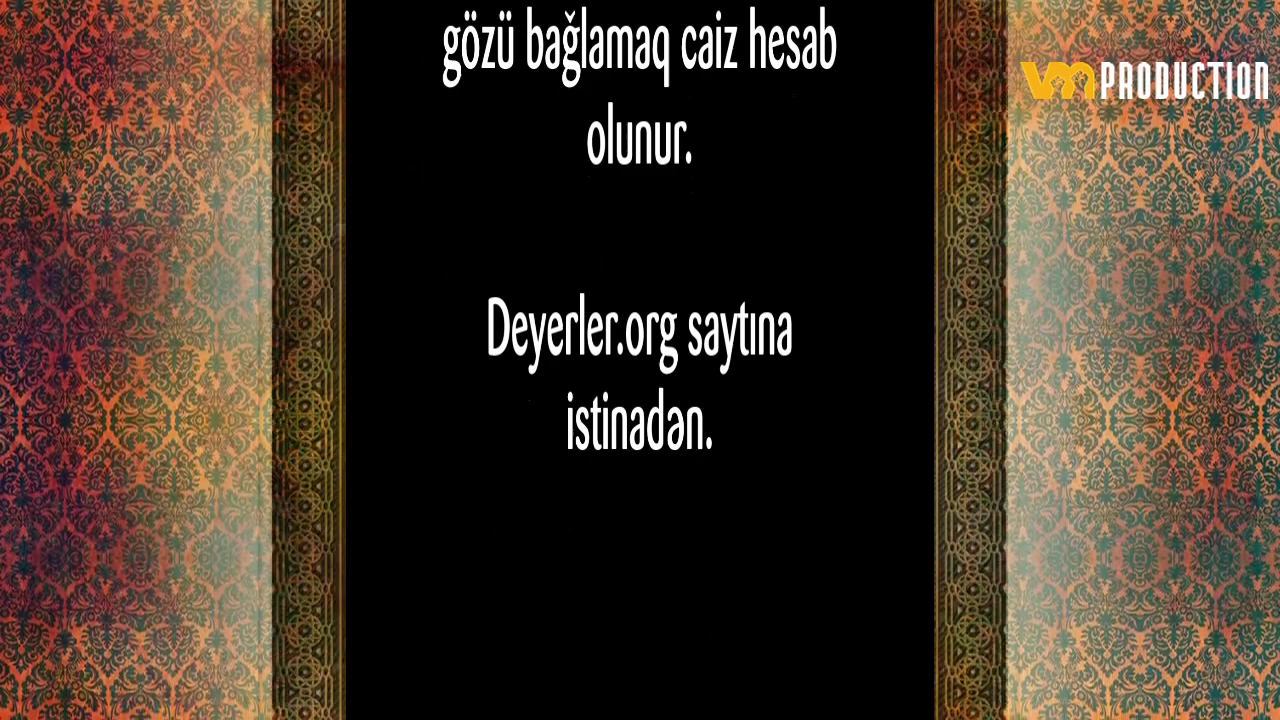 gözü bağlamaq caiz hesab
olunur.
Deyerler.org saytına
istinadən.
VM PRODUCTION